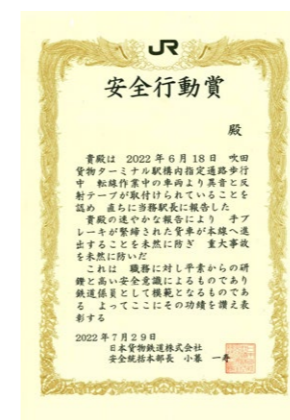 JR
安全行動賞
殿
貴殿は 2022年6月18日 吹田
貨物ターミナル駅構内指定通路歩行
中 転線作業中の車両より異音と反
射テープが取付けられていることを
認め 直ちに当務駅長に報告した
貴殿の速やかな報告により 手ブ
レーキが緊締された貨車が本線へ進
出することを未然に防ぎ 重大事故
を未然に防いだ
これは 職務に対し平素からの研
鑽と高い安全意識によるものであり
鉄道係員として模範となるものであ
る よってここにその功績を讃え表
彰する
2022年7月29日
日本貨物鉄道株式会社
安全統括本部長 小暮 一寿